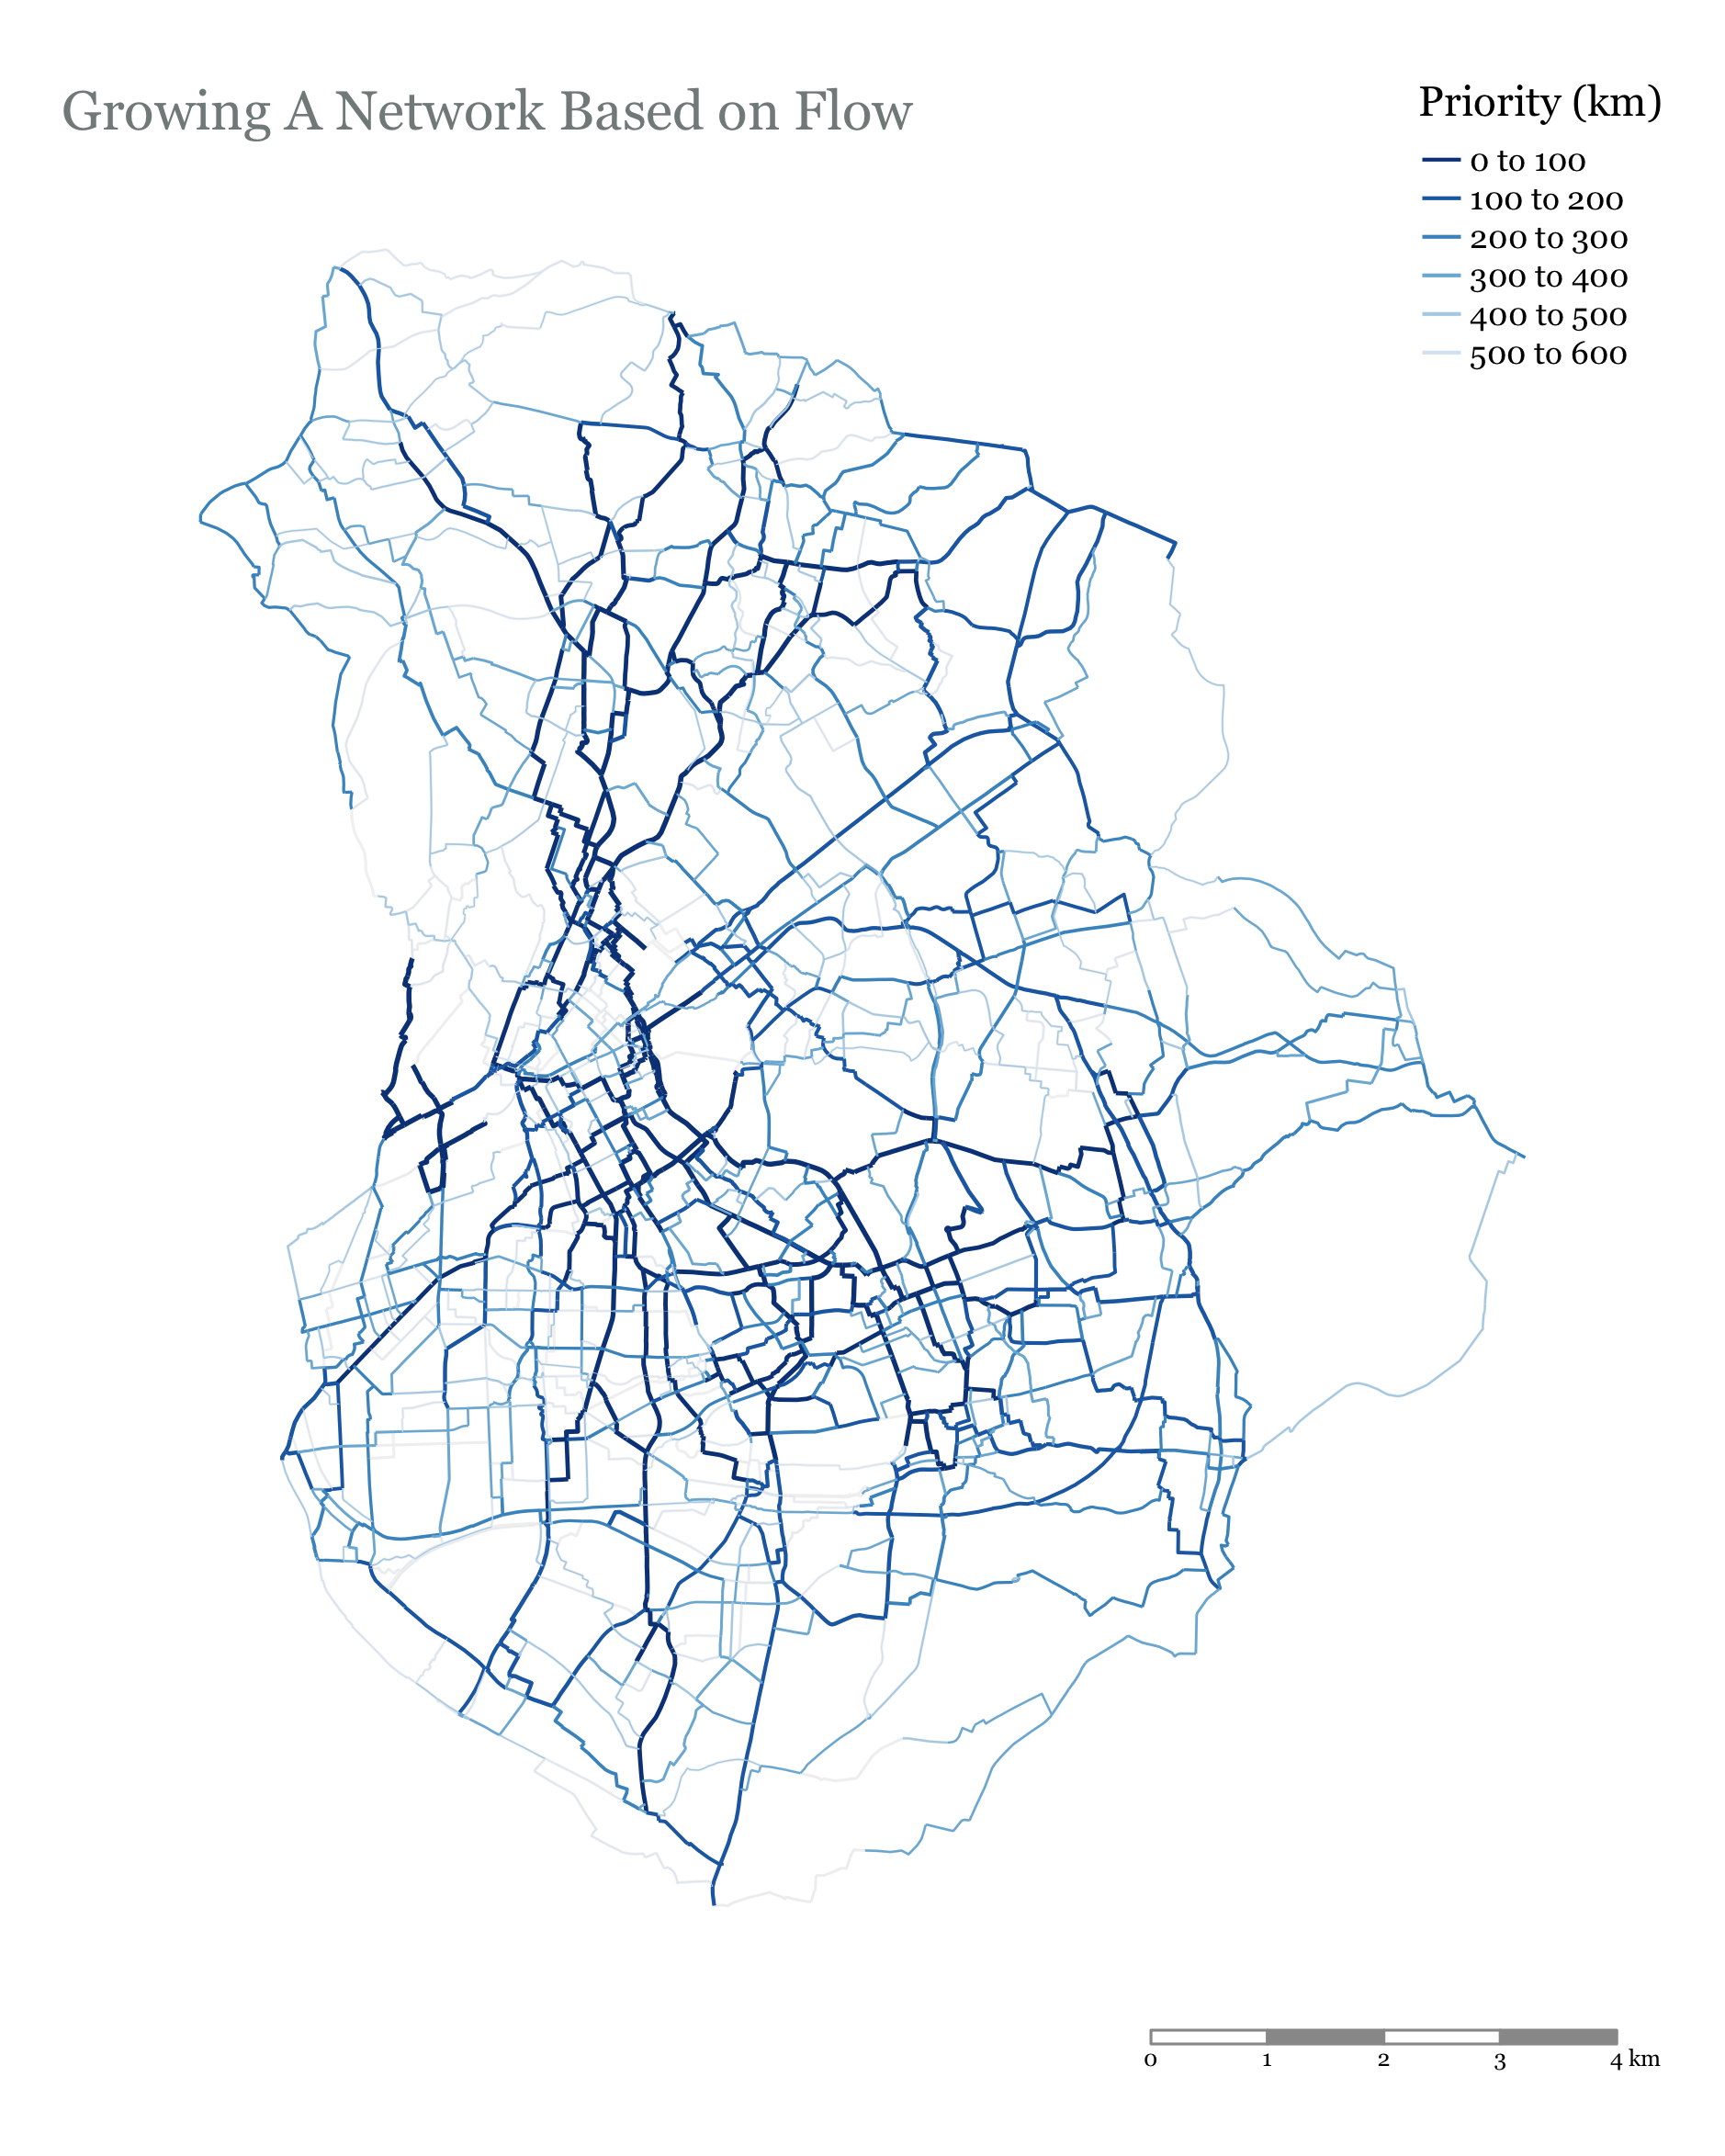 Growing A Network Based on Flow
Priority (km)
0 to 100
100 to 200
200 to 300
300 to 400
400 to 500
500 to 600
0 1 2 3 4 km